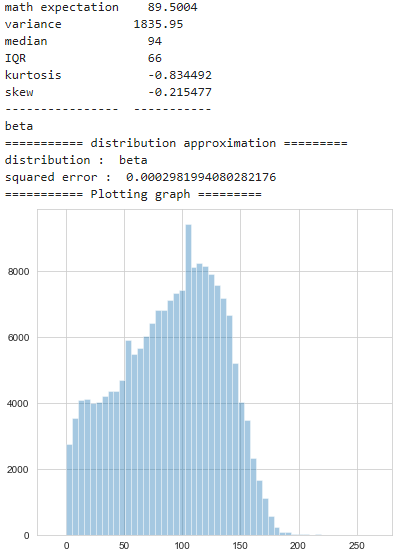 math expectation 89.5004
variance 1835.95
median 94
IQR 66
kurtosis -0.834492
skew -0.215477
---------------- -----------
beta
=========== distribution approximation =========
distribution : beta
squared error : 0.0002981994080282176
=========== Plotting graph =========
8000
6000
4000
2000
0
0 50 100 150 200 250